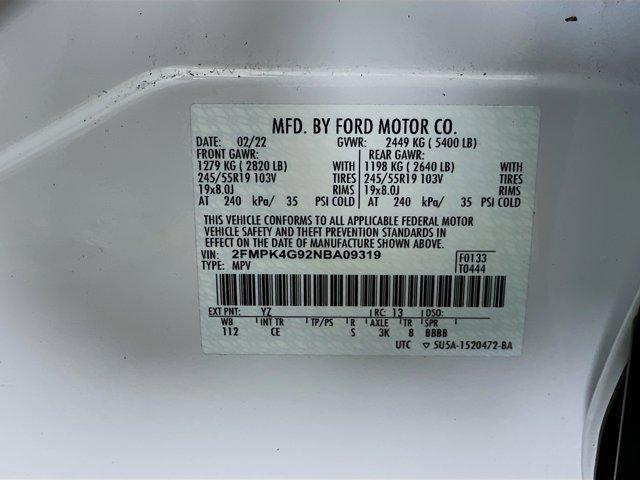 MFD. BY FORD MOTOR CO.
DATE: 02/22 GVWR: 2449 KG ( 5400 LB)
FRONT GAWR: REAR GAWR:
1279 KG ( 2820 LB) WITH 1198 KG ( 2640 LB) WITH
245/55R19 103V TIRES 245/55R19 103V TIRES
19x8.0J RIMS 19x8.0J RIMS
AT 240 kPa/ 35 PSI COLD AT 240 kPa/ 35 PSI COLD
THIS VEHICLE CONFORMS TO ALL APPLICABLE FEDERAL MOTOR
VEHICLE SAFETY AND THEFT PREVENTION STANDARDS IN
EFFECT ON THE DATE OF MANUFACTURE SHOWN ABOVE.
VIN: 2FMPK4G92NBA09319 F0133
TYPE: MPV T0444
EXT PNT: YZ RC: 13 DSO:
WB INT TR TP/PS R AXLE TR SPR
112 CE S 3K 8 BBBB
UTC ▽ 5U5A-1520472-BA